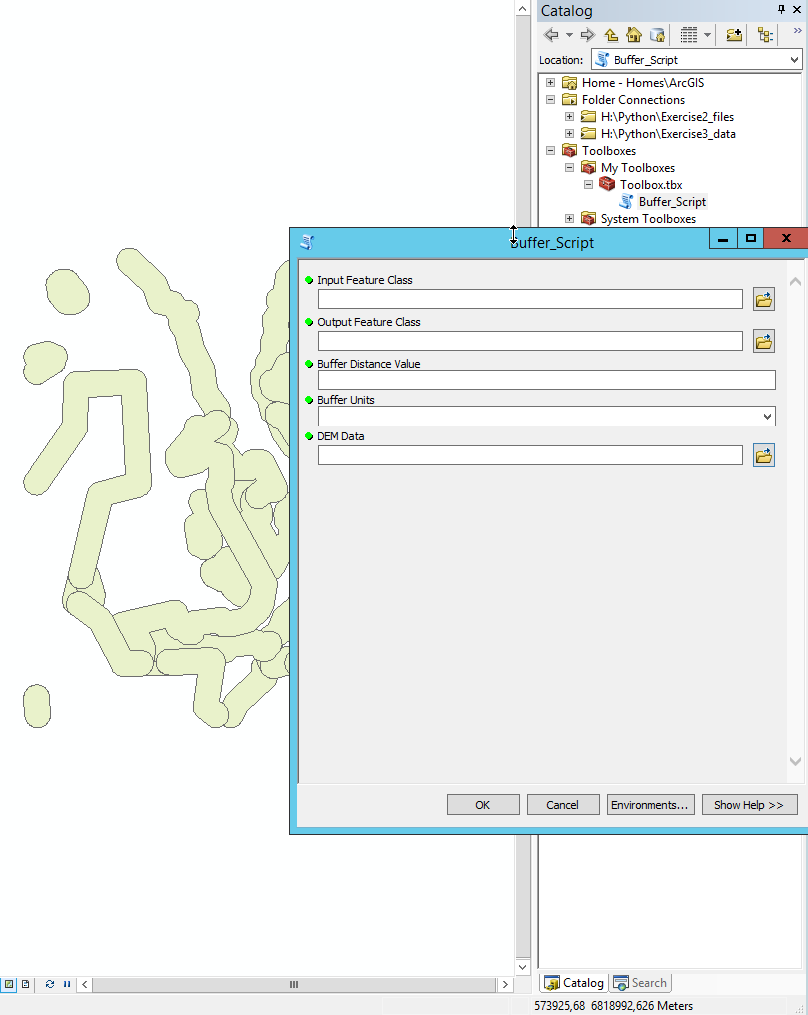 Catalog
Location: Buffer_Script
Home - Homes\ArcGIS
Folder Connections
H:\Python\Exercise2_files
H:\Python\Exercise3_data
Toolboxes
My Toolboxes
Toolbox.tbx
Buffer_Script
System Toolboxes
Buffer_Script
Input Feature Class
Output Feature Class
Buffer Distance Value
Buffer Units
DEM Data
OK Cancel Environments... Show Help >>
Catalog Search
573925,68 6818992,626 Meters